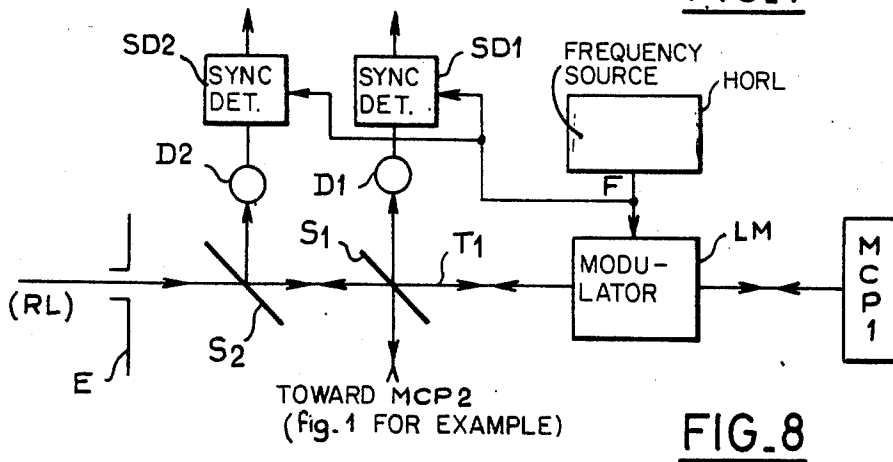 SD2
SYNC
DET.
SD1
SYNC
DET.
FREQUENCY
SOURCE
HORL
D2
D1
F
S1
T1
LM
MODU-
LATOR
MCP1
(RL)
S2
E
TOWARD MCP2
(fig.1 FOR EXAMPLE)
FIG_8